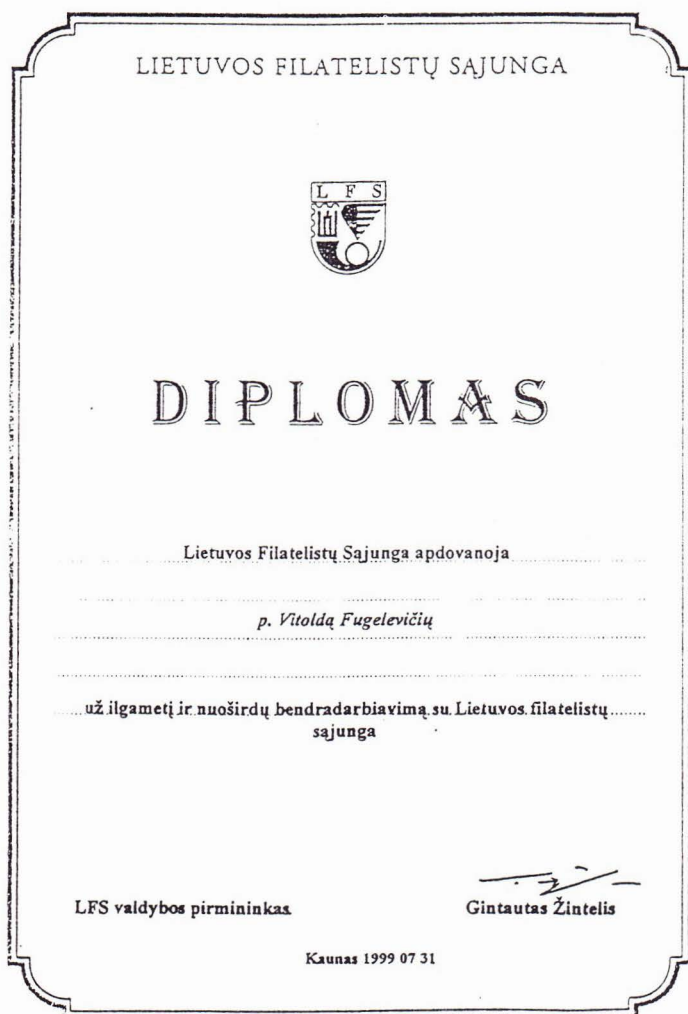 LIETUVOS FILATELISTŲ SĄJUNGA
L F S
DIPLOMAS
Lietuvos Filatelistų Sąjunga apdovanoja
p. Vitoldą Fugelevičių
už ilgametį ir nuoširdų bendradarbiavimą su Lietuvos filatelistų
sąjunga
LFS valdybos pirmininkas
Gintautas Žintelis
Kaunas 1999 07 31